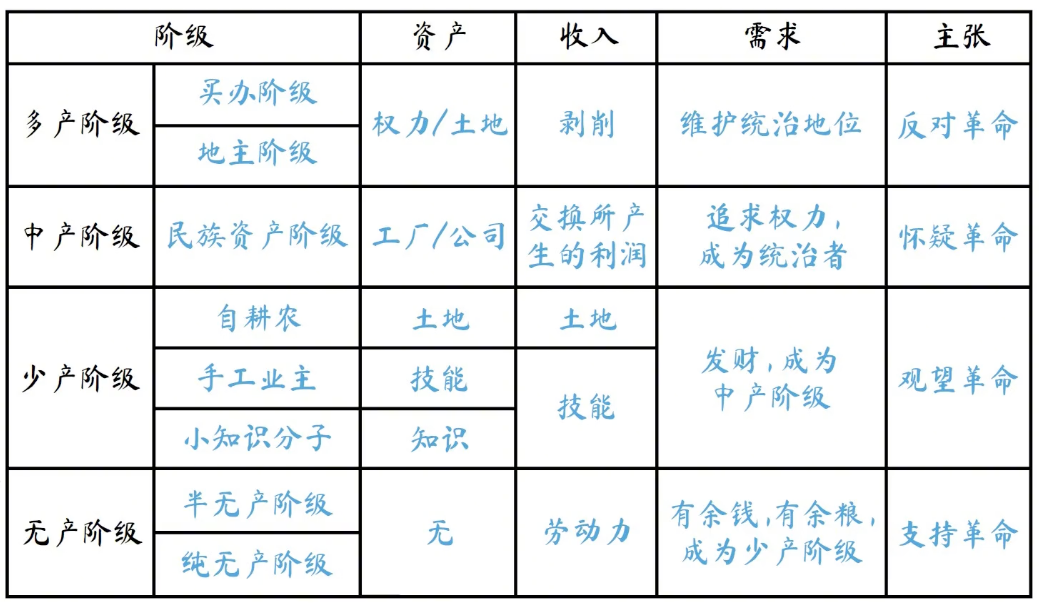 阶级 资产 收入 需求 主张
多产阶级 买办阶级 权力/土地 剥削 维护统治地位 反对革命
地主阶级
中产阶级 民族资产阶级 工厂/公司 交换所产 追求权力, 怀疑革命
生的利润 成为统治者
少产阶级 自耕农 土地 土地 发财,成为 观望革命
中产阶级
手工业主 技能 技能
小知识分子 知识
无产阶级 半无产阶级 无 劳动力 有余钱,有余粮, 支持革命
成为少产阶级
纯无产阶级